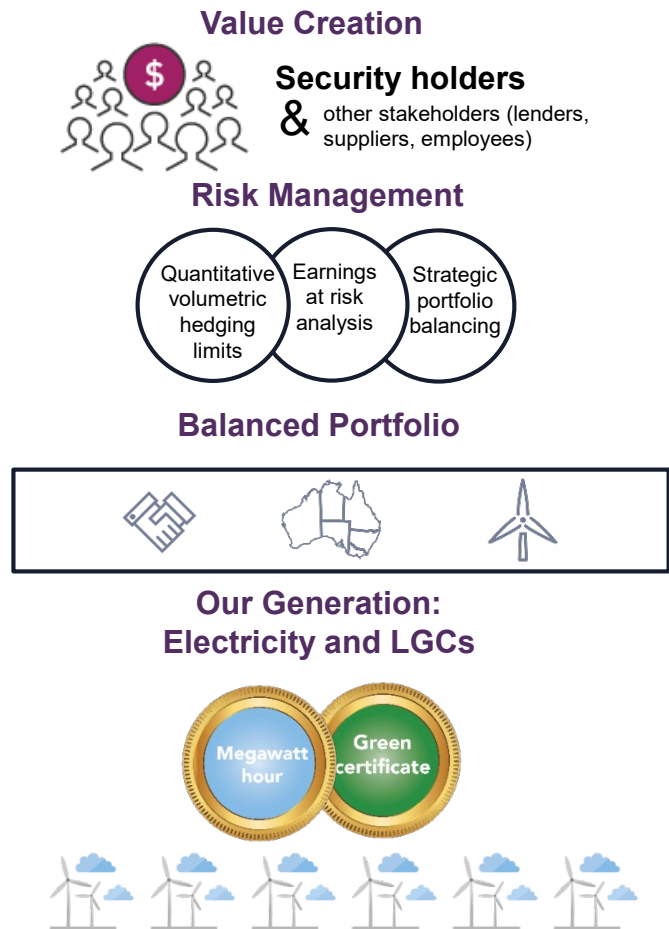 Value Creation
$
Security holders
& other stakeholders (lenders,
suppliers, employees)
Risk Management
Quantitative
volumetric
hedging
limits
Earnings
at risk
analysis
Strategic
portfolio
balancing
Balanced Portfolio
Our Generation:
Electricity and LGCs
Megawatt
hour
Green
certificate